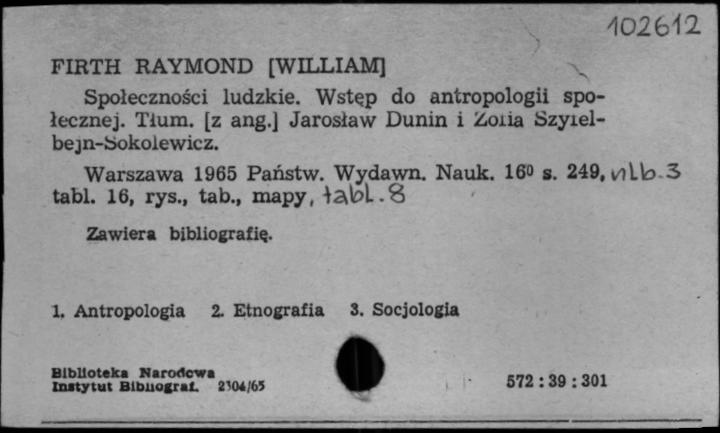 102612
FIRTH RAYMOND [WILLIAM]
Społeczności ludzkie. Wstęp do antropologii spo-
łecznej. Tłum. [z ang.] Jarosław Dunin i Zofia Szyfel-
bejn-Sokolewicz.
Warszawa 1965 Państw. Wydawn. Nauk. 16⁰ s. 249, nlb. 3
tabl. 16, rys., tab., mapy, tabl. 8
Zawiera bibliografię.
1. Antropologia 2. Etnografia 3. Socjologia
Biblioteka Narodowa
Instytut Bibliograf. 2304/65
572 : 39 : 301